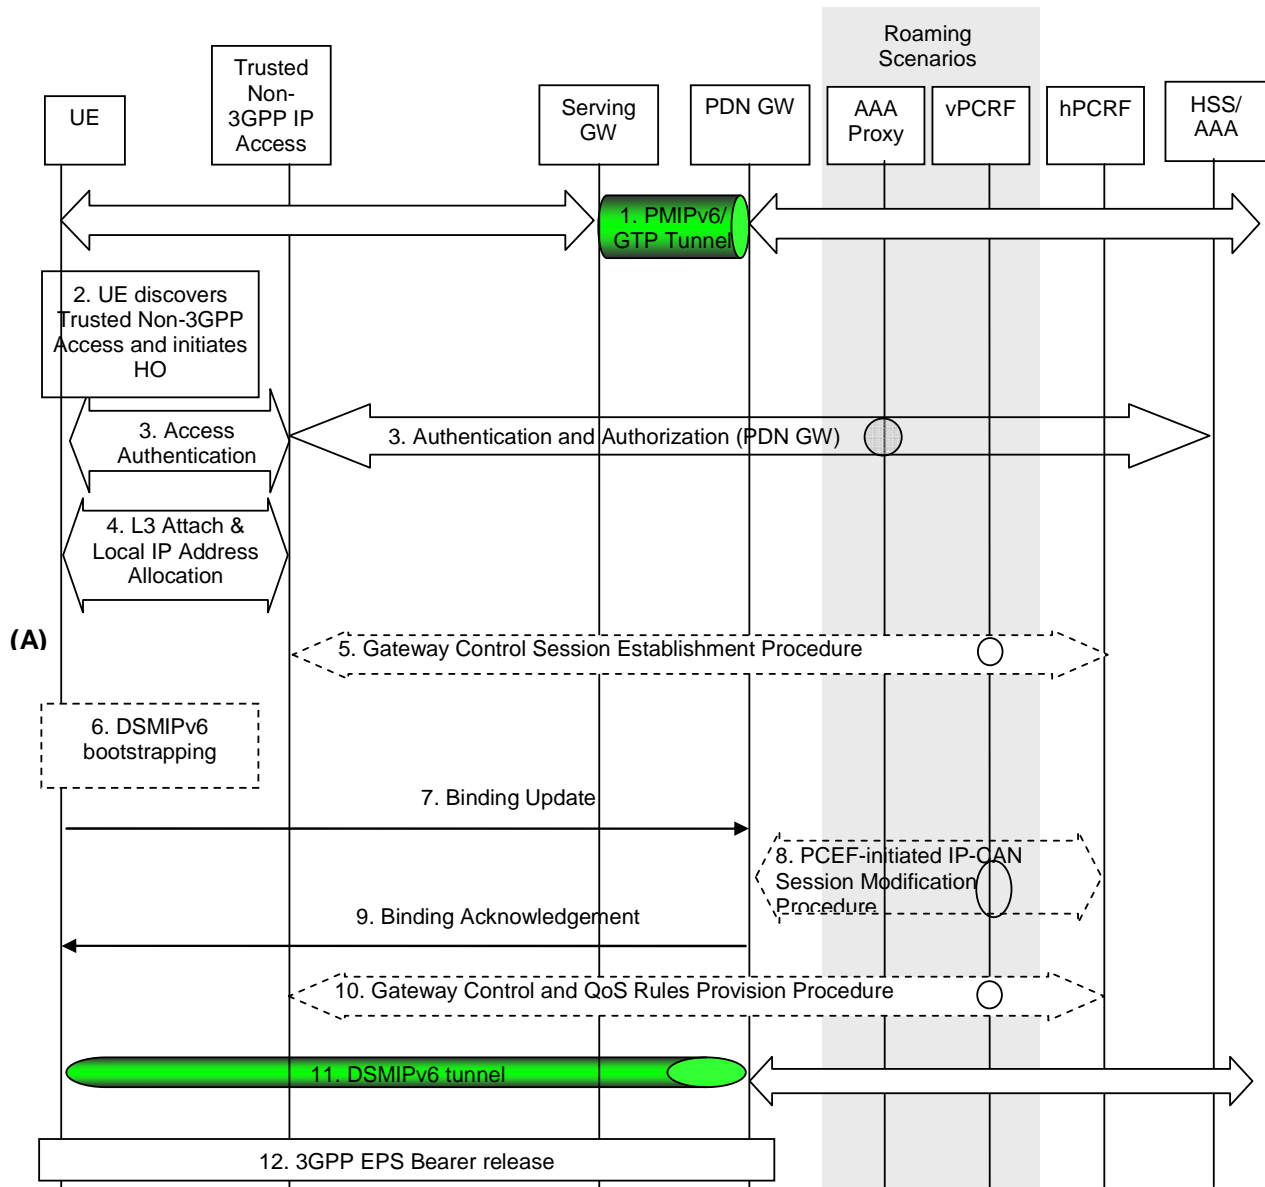 Roaming
Scenarios
UE
Trusted
Non-
3GPP IP
Access
Serving
GW
PDN GW
AAA
Proxy
vPCRF
hPCRF
HSS/
AAA
1. PMIPv6/
GTP Tunnel
2. UE discovers
Trusted Non-3GPP
Access and initiates
HO
3. Access
Authentication
3. Authentication and Authorization (PDN GW)
4. L3 Attach &
Local IP Address
Allocation
(A)
5. Gateway Control Session Establishment Procedure
6. DSMIPv6
bootstrapping
7. Binding Update
8. PCEF-initiated IP-CAN
Session Modification
Procedure
9. Binding Acknowledgement
10. Gateway Control and QoS Rules Provision Procedure
11. DSMIPv6 tunnel
12. 3GPP EPS Bearer release